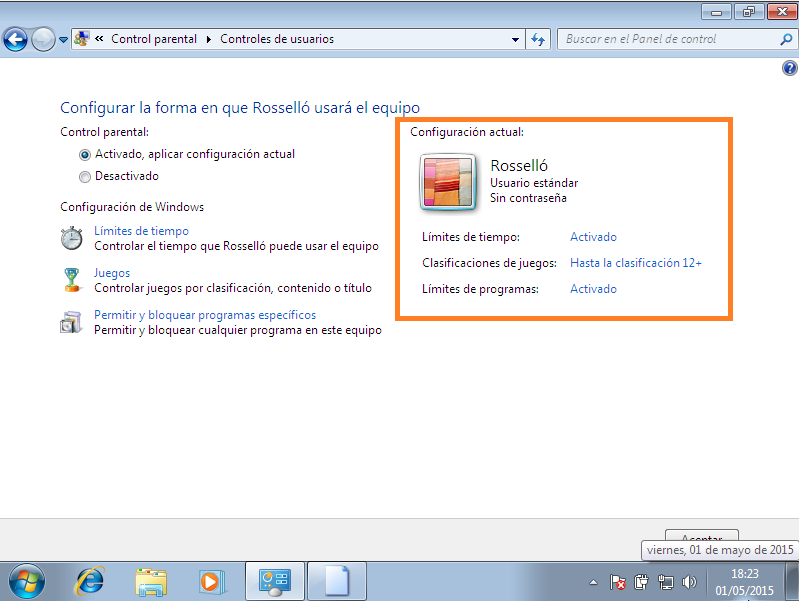 « Control parental ▸ Controles de usuarios
Buscar en el Panel de control
Configurar la forma en que Rosselló usará el equipo
Control parental:
Activado, aplicar configuración actual
Desactivado
Configuración de Windows
Límites de tiempo
Controlar el tiempo que Rosselló puede usar el equipo
Juegos
Controlar juegos por clasificación, contenido o título
Permitir y bloquear programas específicos
Permitir y bloquear cualquier programa en este equipo
Configuración actual:
Rosselló
Usuario estándar
Sin contraseña
Límites de tiempo: Activado
Clasificaciones de juegos: Hasta la clasificación 12+
Límites de programas: Activado
Aceptar
viernes, 01 de mayo de 2015
18:23
01/05/2015